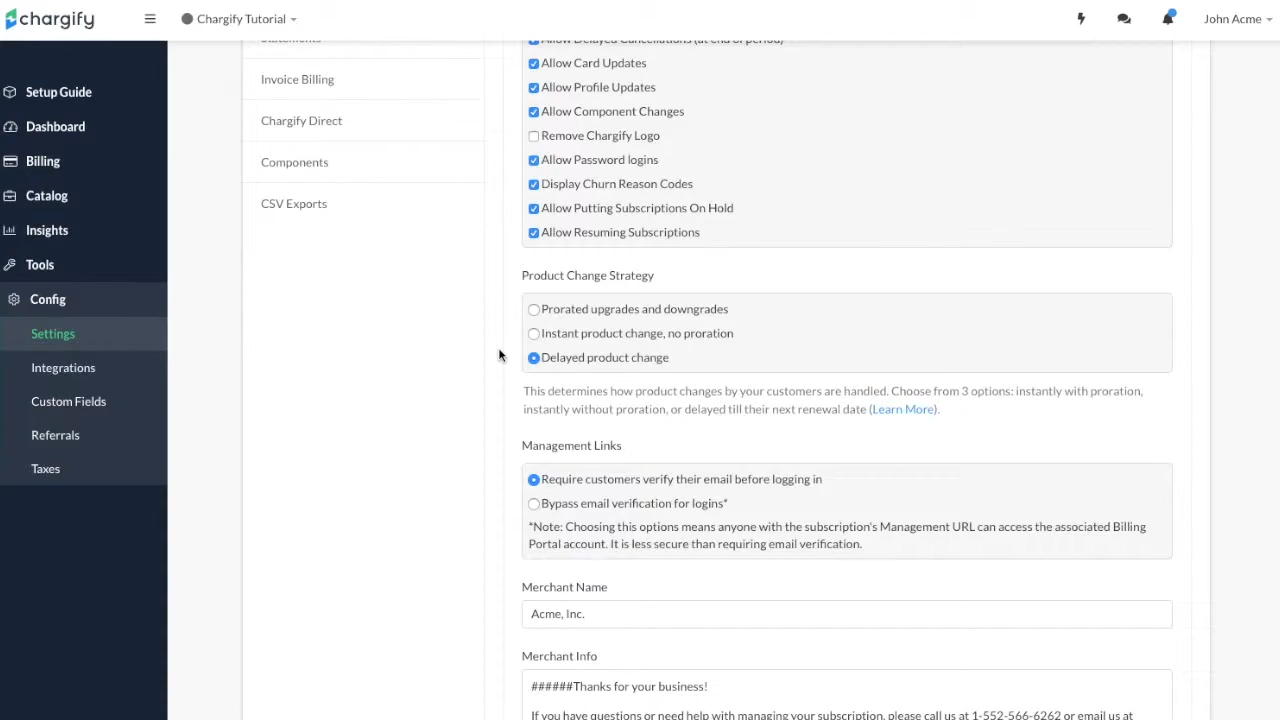 chargify
Chargify Tutorial
John Acme
Setup Guide
Dashboard
Billing
Catalog
Insights
Tools
Config
Settings
Integrations
Custom Fields
Referrals
Taxes
Statements
Invoice Billing
Chargify Direct
Components
CSV Exports
Allow Delayed Cancellations (at end of period)
Allow Card Updates
Allow Profile Updates
Allow Component Changes
Remove Chargify Logo
Allow Password logins
Display Churn Reason Codes
Allow Putting Subscriptions On Hold
Allow Resuming Subscriptions
Product Change Strategy
Prorated upgrades and downgrades
Instant product change, no proration
Delayed product change
This determines how product changes by your customers are handled. Choose from 3 options: instantly with proration,
instantly without proration, or delayed till their next renewal date (Learn More).
Management Links
Require customers verify their email before logging in
Bypass email verification for logins*
*Note: Choosing this options means anyone with the subscription's Management URL can access the associated Billing
Portal account. It is less secure than requiring email verification.
Merchant Name
Acme, Inc.
Merchant Info
######Thanks for your business!
If you have questions or need help with managing your subscription, please call us at 1-552-566-6262 or email us at